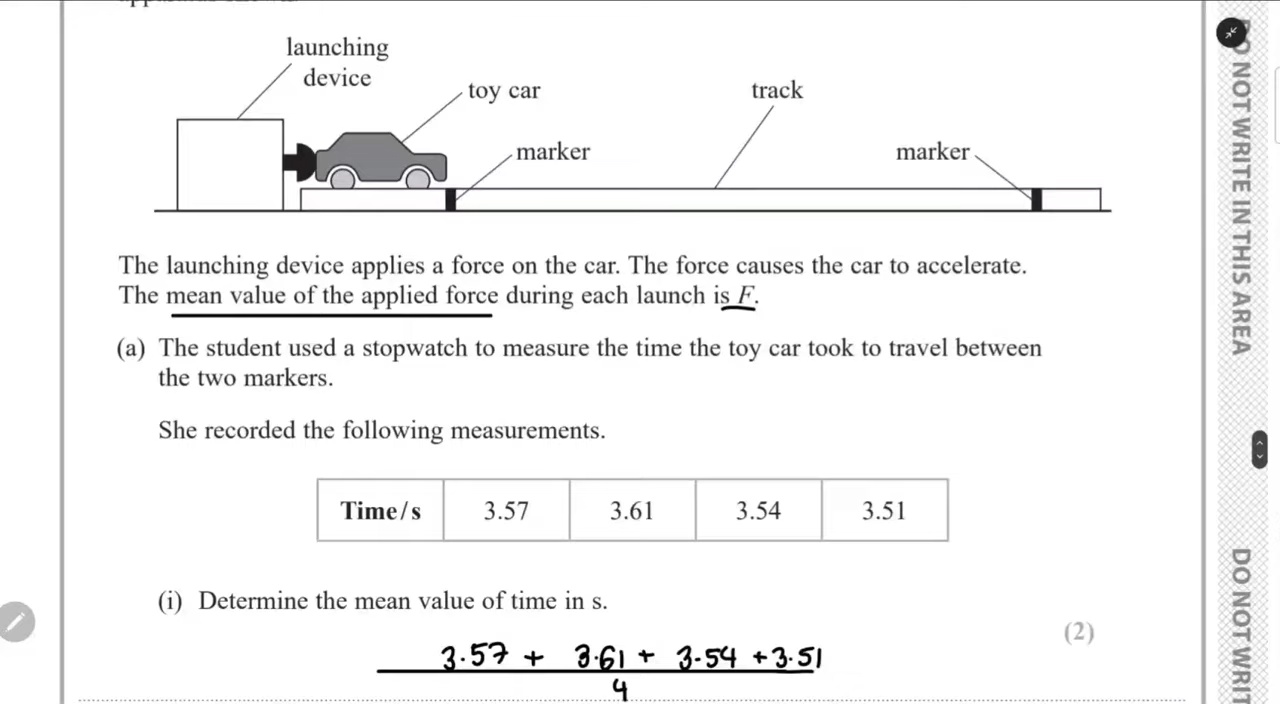 launching
device
toy car
track
marker
marker
The launching device applies a force on the car. The force causes the car to accelerate.
The mean value of the applied force during each launch is F.
(a) The student used a stopwatch to measure the time the toy car took to travel between
the two markers.
She recorded the following measurements.
Time/s 3.57 3.61 3.54 3.51
(i) Determine the mean value of time in s.
(2)
3.57 + 3.61 + 3.54 + 3.51
4
NOT WRITE IN THIS AREA
DO NOT WRIT